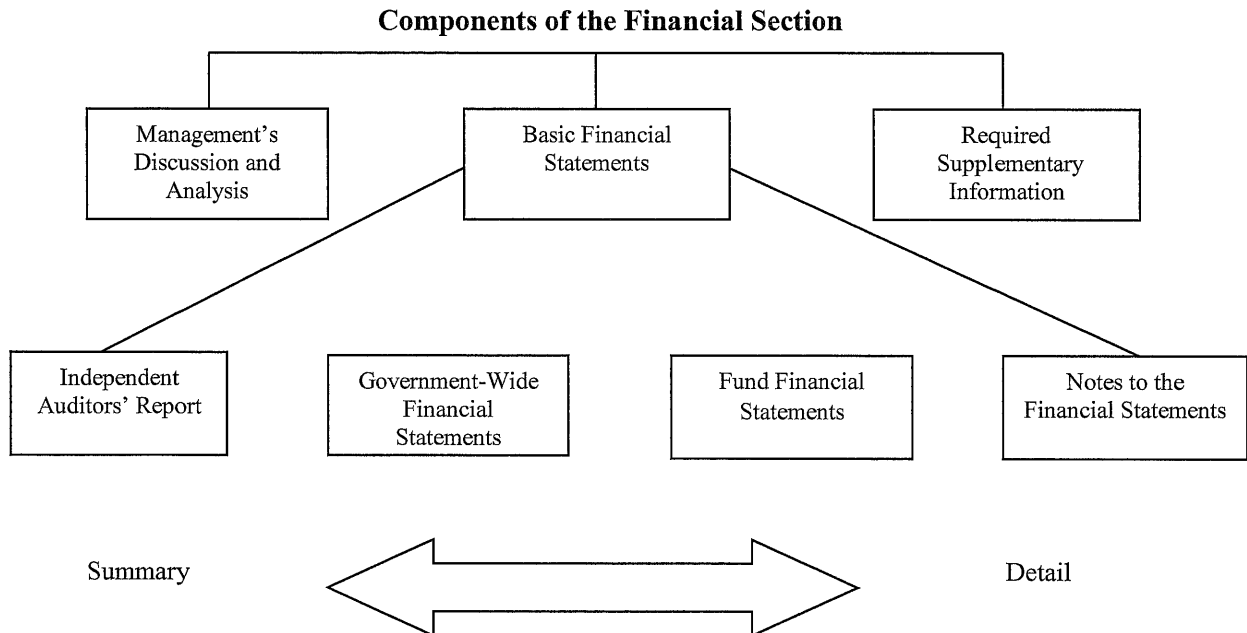 Components of the Financial Section
Management's
Discussion and
Analysis
Basic Financial
Statements
Required
Supplementary
Information
Independent
Auditors' Report
Government-Wide
Financial
Statements
Fund Financial
Statements
Notes to the
Financial Statements
Summary
Detail